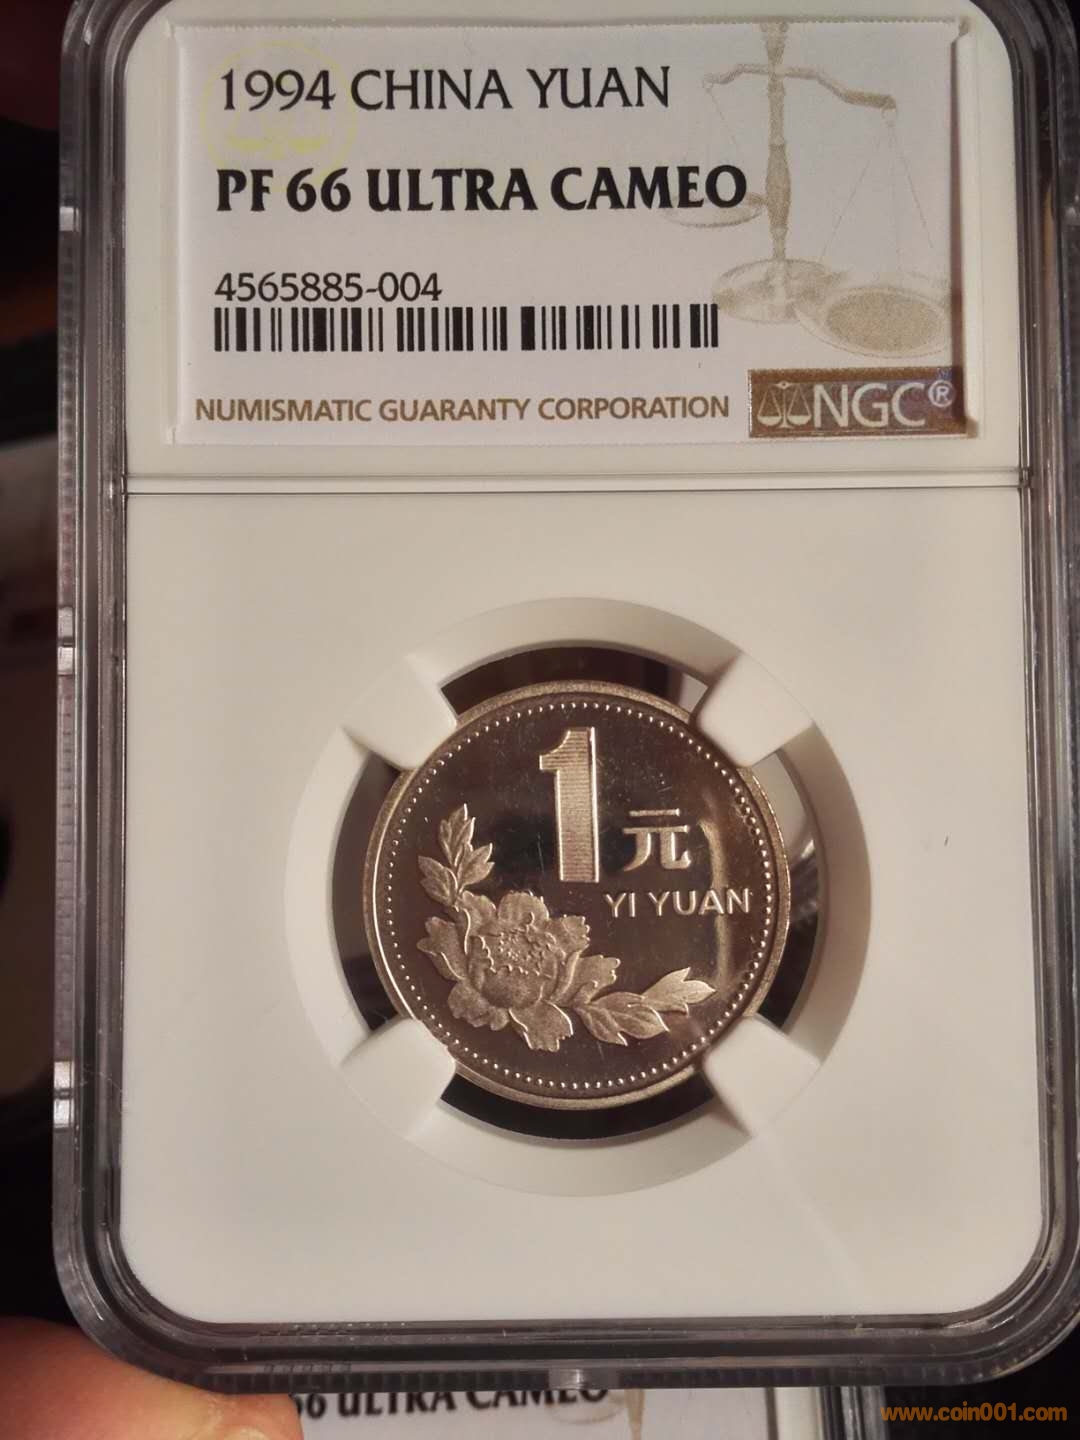 1994 CHINA YUAN
PF 66 ULTRA CAMEO
4565885-004
NUMISMATIC GUARANTY CORPORATION
NGC®
1
元
YI YUAN
66 ULTRA CAMEO
www.coin001.com